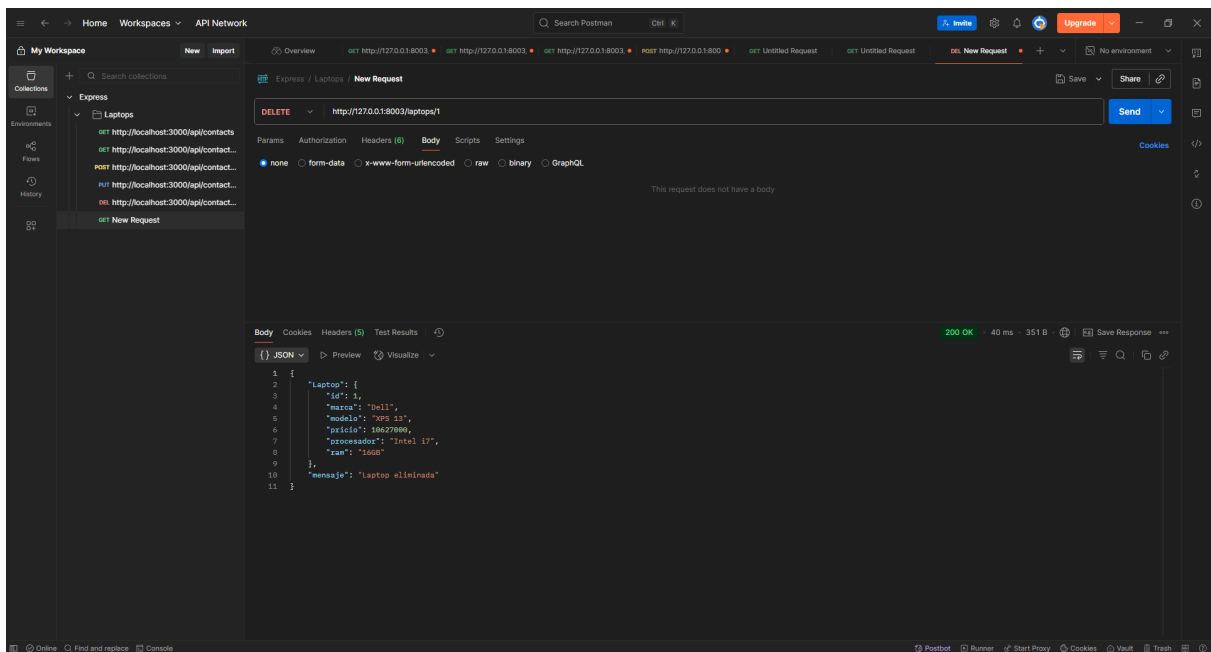 Home Workspaces API Network
Search Postman Ctrl K
Invite
Upgrade
My Workspace New Import
Overview GET http://127.0.0.1:8003, GET http://127.0.0.1:8003, GET http://127.0.0.1:8003, POST http://127.0.0.1:800 GET Untitled Request GET Untitled Request DEL New Request No environment
Collections
Environments
Flows
History
Search collections
Express
Laptops
GET http://localhost:3000/api/contacts
GET http://localhost:3000/api/contact...
POST http://localhost:3000/api/contact...
PUT http://localhost:3000/api/contact...
DEL http://localhost:3000/api/contact...
GET New Request
HTTP Express / Laptops / New Request Save Share
DELETE http://127.0.0.1:8003/laptops/1 Send
Params Authorization Headers (6) Body Scripts Settings Cookies
none form-data x-www-form-urlencoded raw binary GraphQL
This request does not have a body
Body Cookies Headers (5) Test Results 200 OK 40 ms 351 B Save Response
{} JSON Preview Visualize
1 {
2 "Laptop": {
3 "id": 1,
4 "marca": "Dell",
5 "modelo": "XPS 13",
6 "pricio": 10627000,
7 "procesador": "Intel i7",
8 "ram": "16GB"
9 },
10 "mensaje": "Laptop eliminada"
11 }
Online Find and replace Console Postbot Runner Start Proxy Cookies Vault Trash